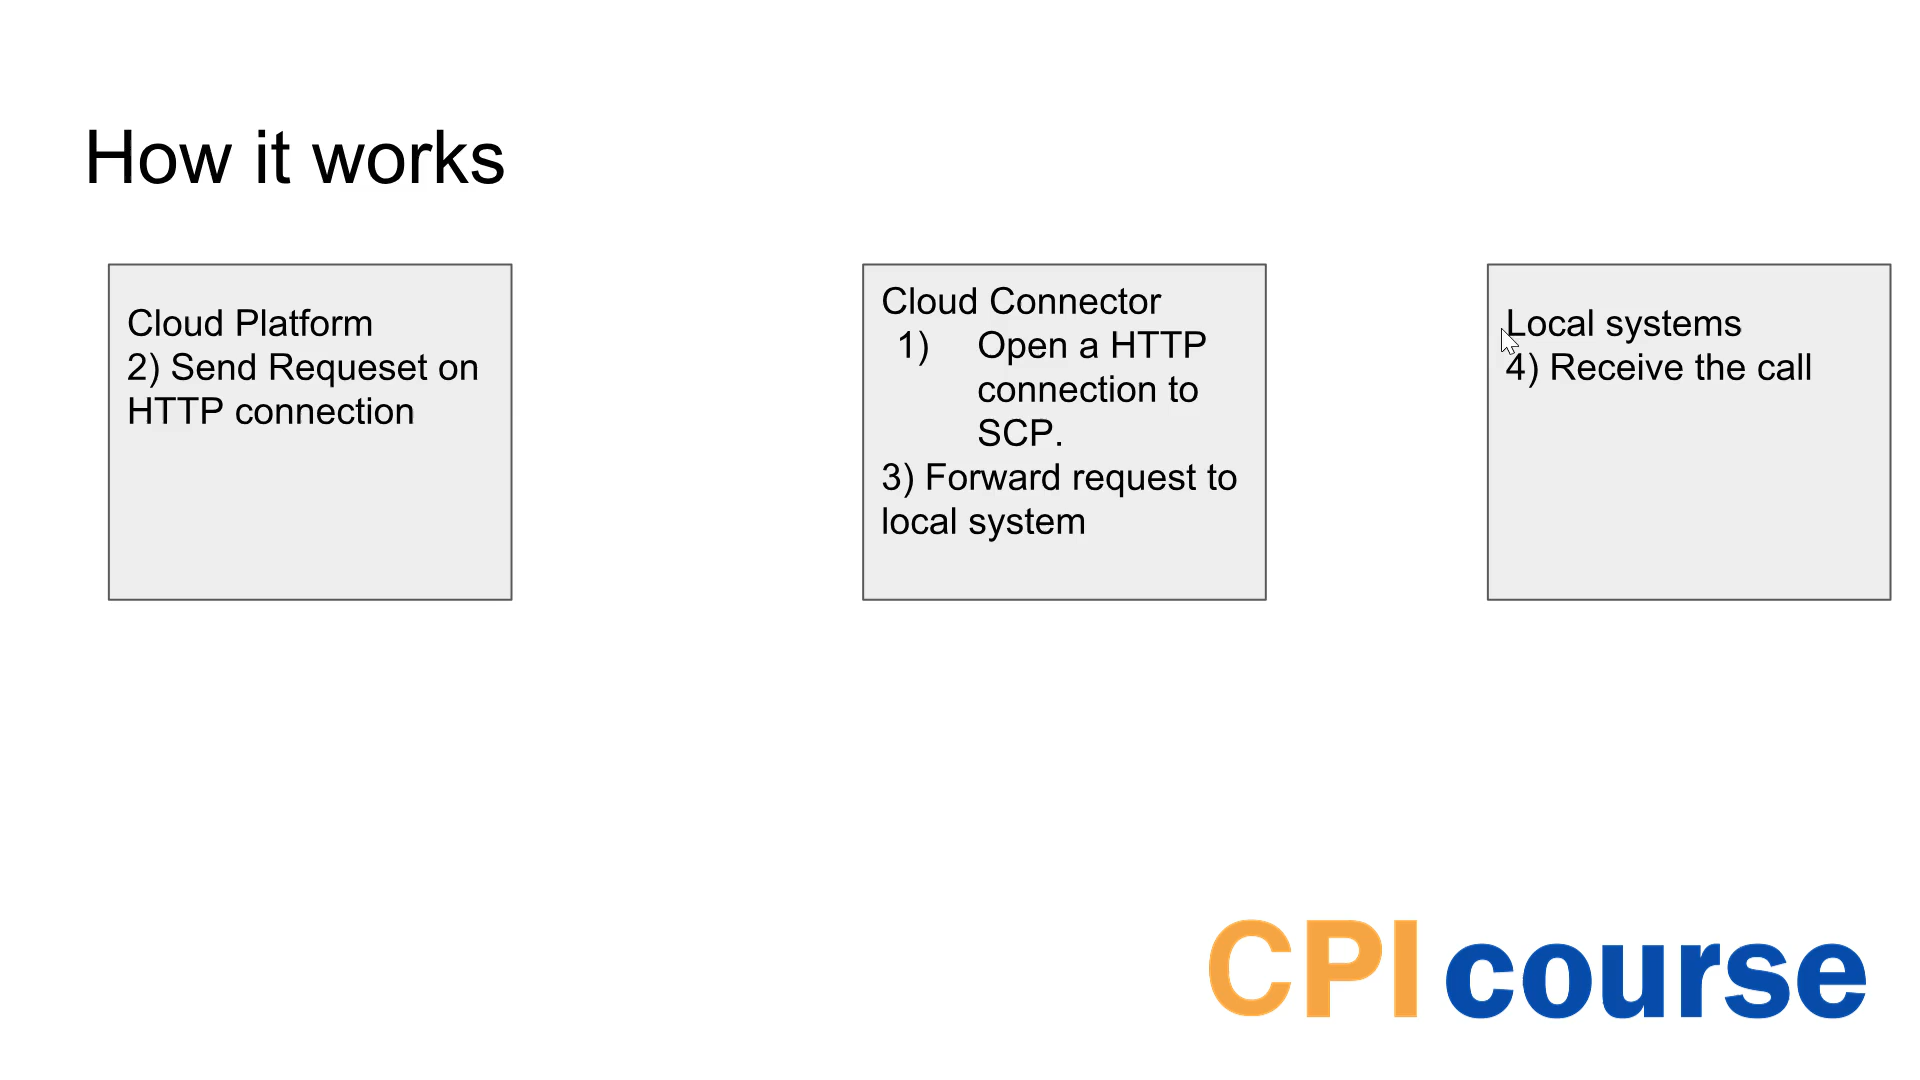 How it works
Cloud Platform
2) Send Requeset on
HTTP connection
Cloud Connector
1) Open a HTTP
connection to
SCP.
3) Forward request to
local system
Local systems
4) Receive the call
CPI course